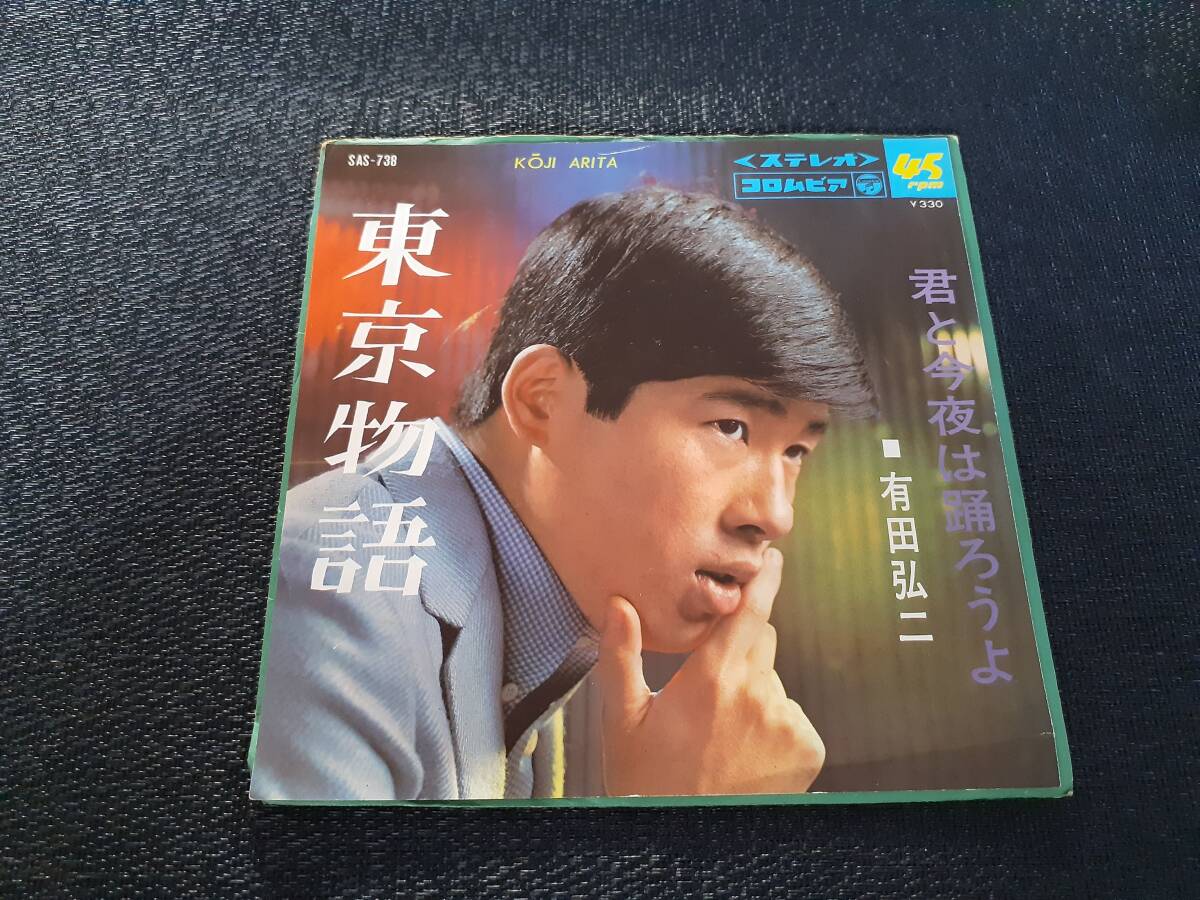 SAS-738
KŌJI ARITA
<ステレオ>
コロムビア
45
rpm
¥330
東京物語
君と今夜は踊ろうよ
■有田弘二